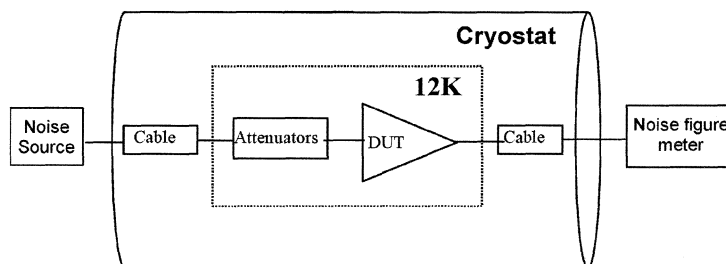 Cryostat
12K
Noise
Source
Cable
Attenuators
DUT
Cable
Noise figure
meter